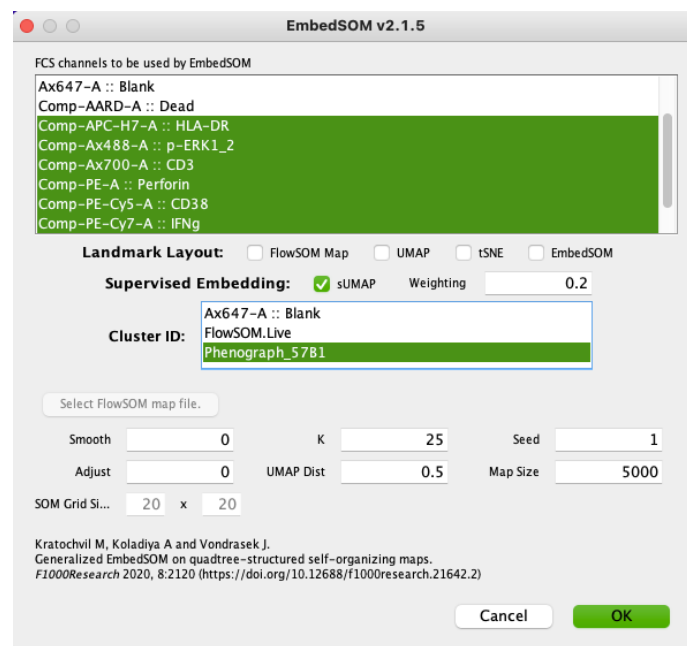 EmbedSOM v2.1.5
FCS channels to be used by EmbedSOM
Ax647-A :: Blank
Comp-AARD-A :: Dead
Comp-APC-H7-A :: HLA-DR
Comp-Ax488-A :: p-ERK1_2
Comp-Ax700-A :: CD3
Comp-PE-A :: Perforin
Comp-PE-Cy5-A :: CD38
Comp-PE-Cy7-A :: IFNg
Landmark Layout: FlowSOM Map UMAP tSNE EmbedSOM
Supervised Embedding: sUMAP Weighting 0.2
Cluster ID:
Ax647-A :: Blank
FlowSOM.Live
Phenograph_57B1
Select FlowSOM map file.
Smooth 0 K 25 Seed 1
Adjust 0 UMAP Dist 0.5 Map Size 5000
SOM Grid Si... 20 x 20
Kratochvil M, Koladiya A and Vondrasek J.
Generalized EmbedSOM on quadtree-structured self-organizing maps.
F1000Research 2020, 8:2120 (https://doi.org/10.12688/f1000research.21642.2)
Cancel OK